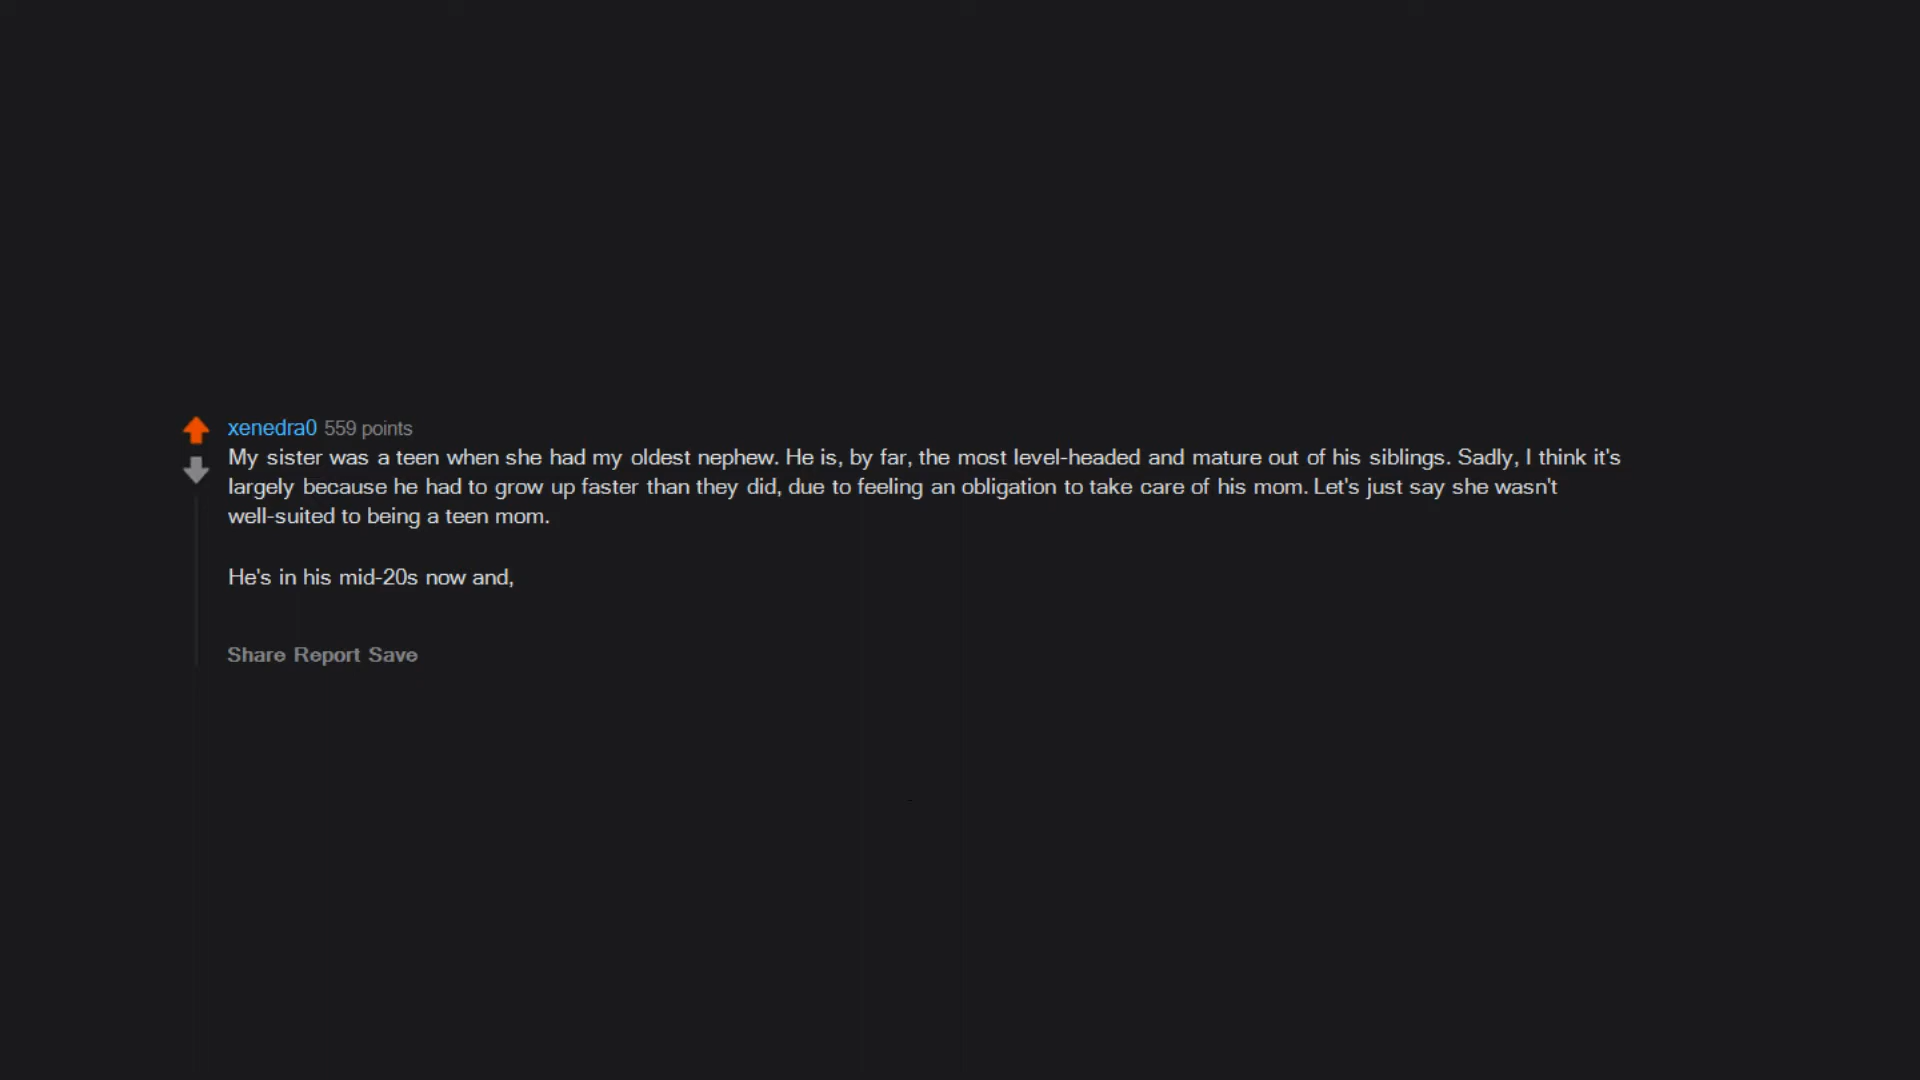 xenedra0 559 points
My sister was a teen when she had my oldest nephew. He is, by far, the most level-headed and mature out of his siblings. Sadly, I think it's
largely because he had to grow up faster than they did, due to feeling an obligation to take care of his mom. Let's just say she wasn't
well-suited to being a teen mom.
He's in his mid-20s now and,
Share Report Save